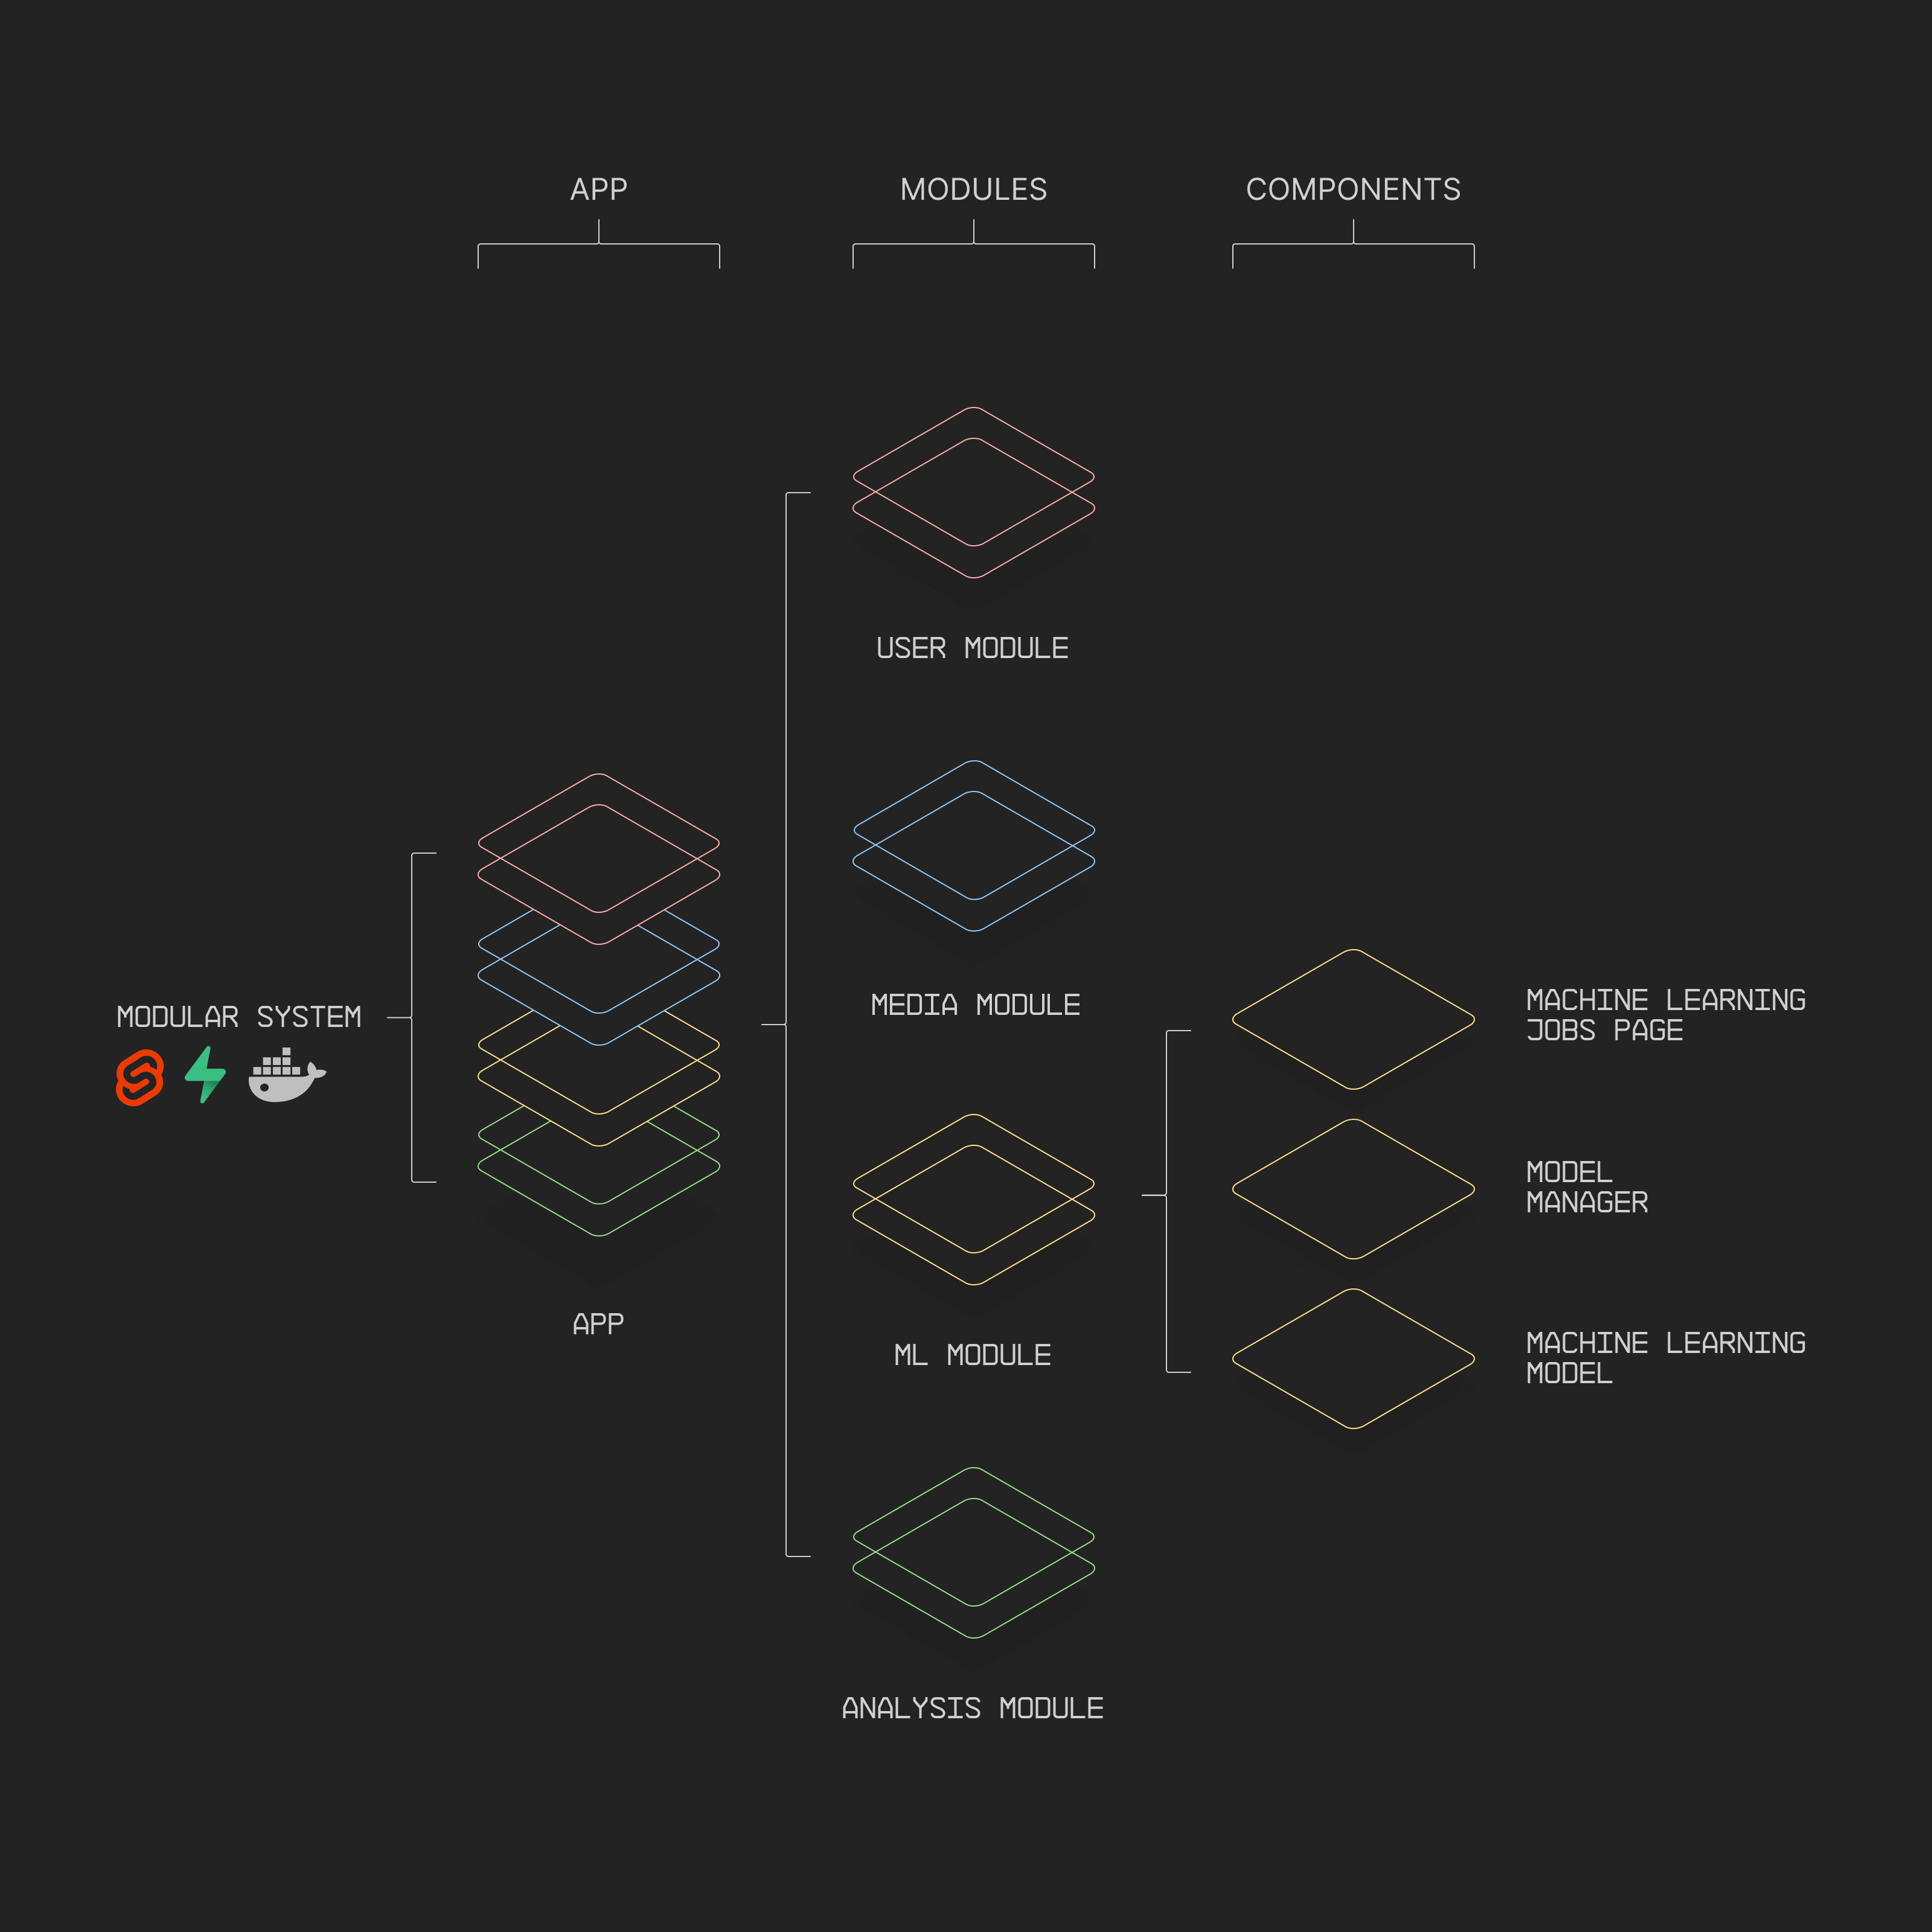 APP
MODULES
COMPONENTS
USER MODULE
MEDIA MODULE
MODULAR SYSTEM
MACHINE LEARNING
JOBS PAGE
MODEL
MANAGER
APP
ML MODULE
MACHINE LEARNING
MODEL
ANALYSIS MODULE